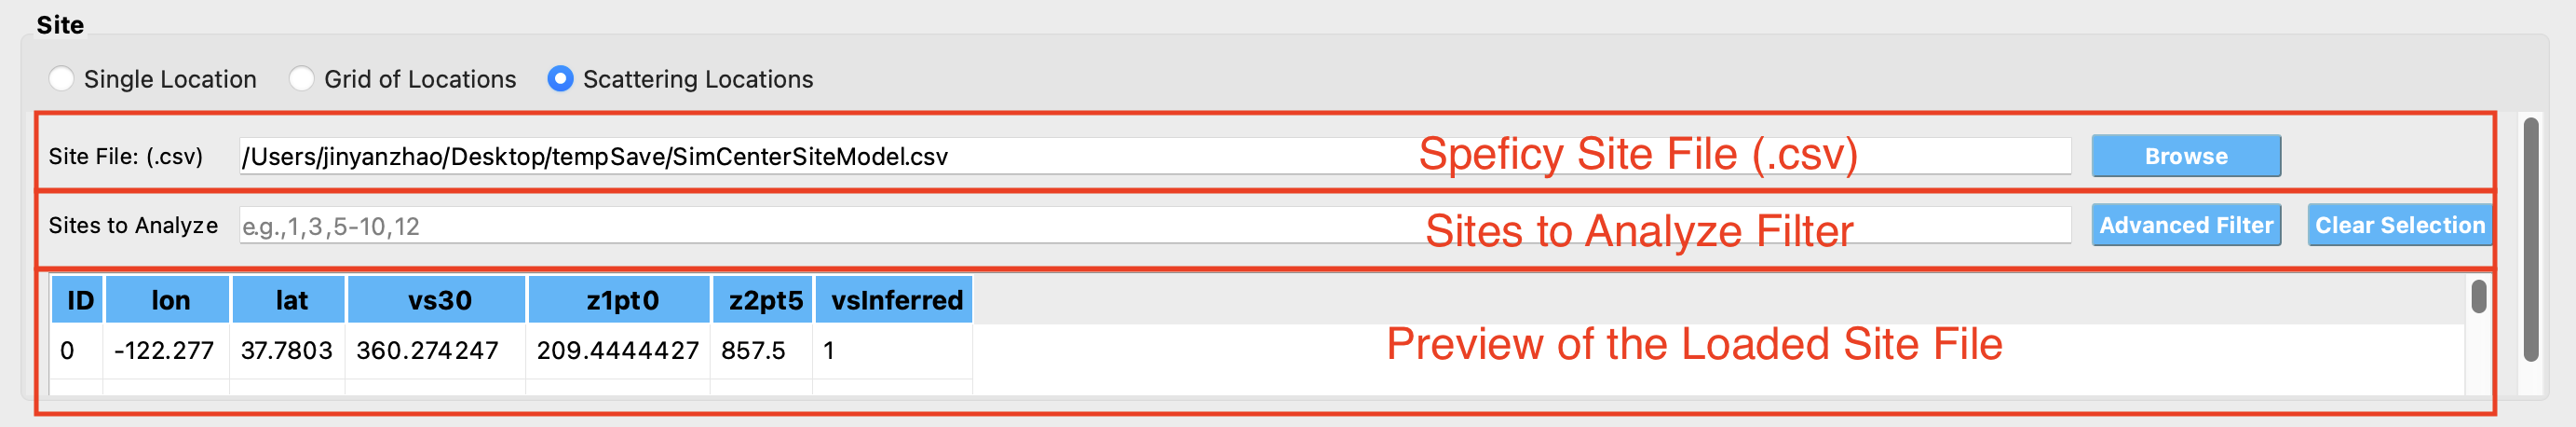 Site
Single Location Grid of Locations Scattering Locations
Site File: (.csv) /Users/jinyanzhao/Desktop/tempSave/SimCenterSiteModel.csv Speficy Site File (.csv) Browse
Sites to Analyze e.g.,1,3,5-10,12 Sites to Analyze Filter Advanced Filter Clear Selection
ID lon lat vs30 z1pt0 z2pt5 vsInferred
0 -122.277 37.7803 360.274247 209.4444427 857.5 1
Preview of the Loaded Site File